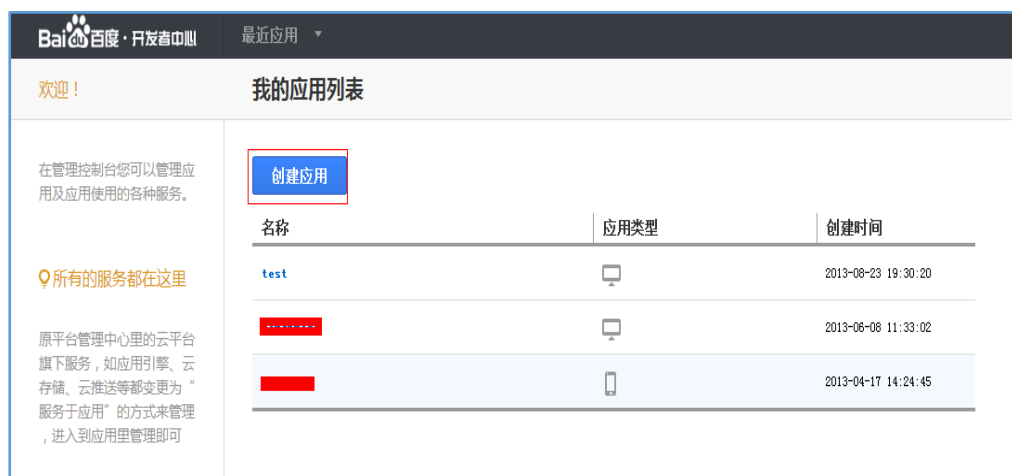 Bai du 百度·开发者中心
最近应用
欢迎！
我的应用列表
在管理控制台您可以管理应
用及应用使用的各种服务。
所有的服务都在这里
原平台管理中心里的云平台
旗下服务，如应用引擎、云
存储、云推送等都变更为“
服务于应用”的方式来管理
，进入到应用里管理即可
创建应用
名称 应用类型 创建时间
test 2013-08-23 19:30:20
2013-06-08 11:33:02
2013-04-17 14:24:45